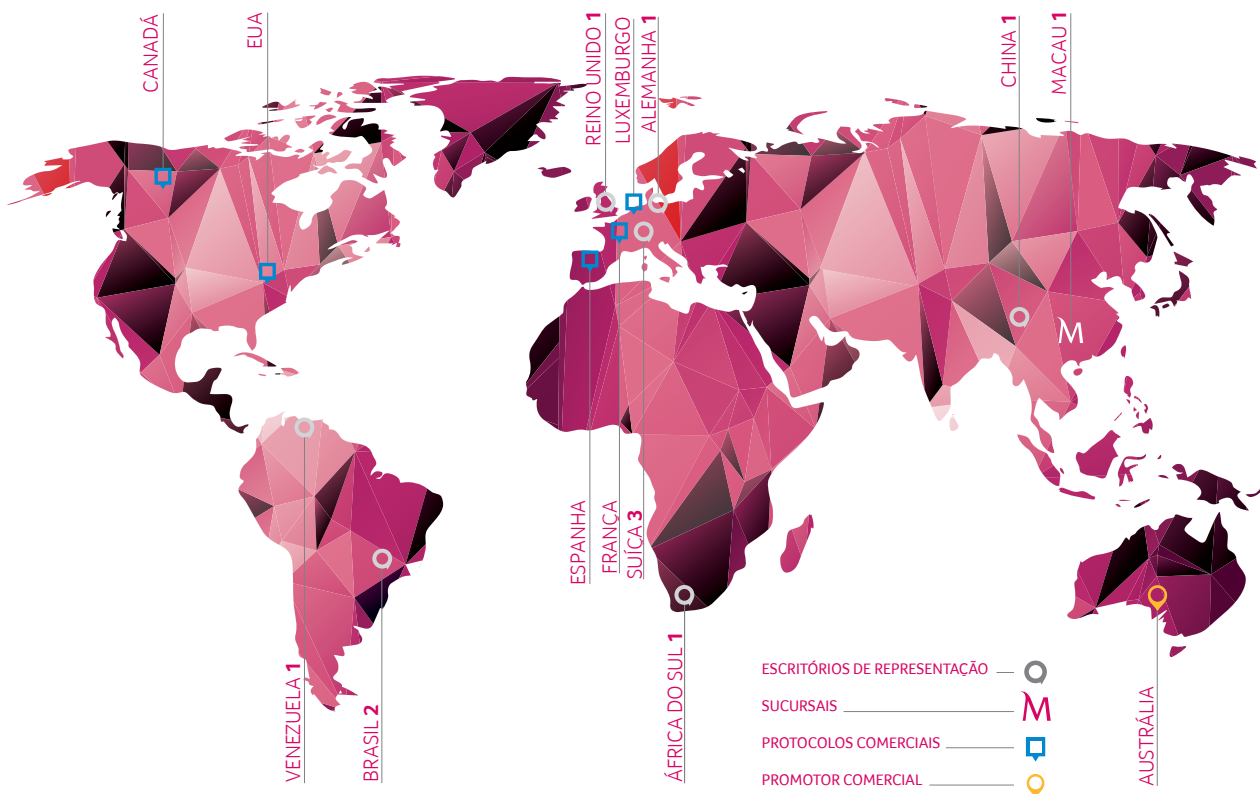 CANADÁ
EUA
REINO UNIDO 1
LUXEMBURGO
ALEMANHA 1
CHINA 1
MACAU 1
M
ESPANHA
FRANÇA
SUÍÇA 3
VENEZUELA 1
BRASIL 2
ÁFRICA DO SUL 1
AUSTRÁLIA
ESCRITÓRIOS DE REPRESENTAÇÃO
SUCURSAIS M
PROTOCOLOS COMERCIAIS
PROMOTOR COMERCIAL